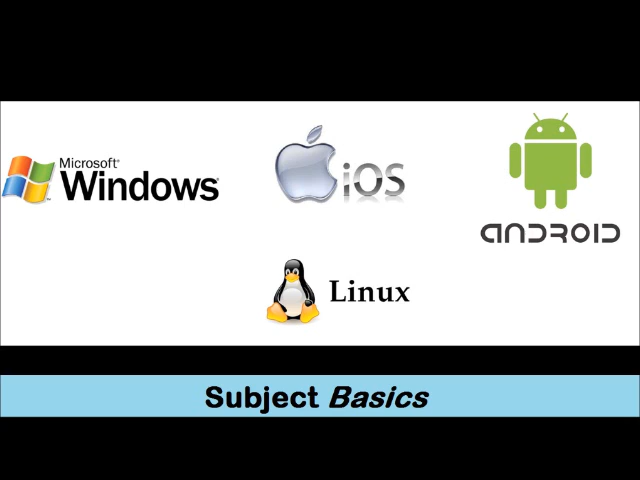 Microsoft®
Windows®
iOS
ANDROID
Linux
Subject Basics